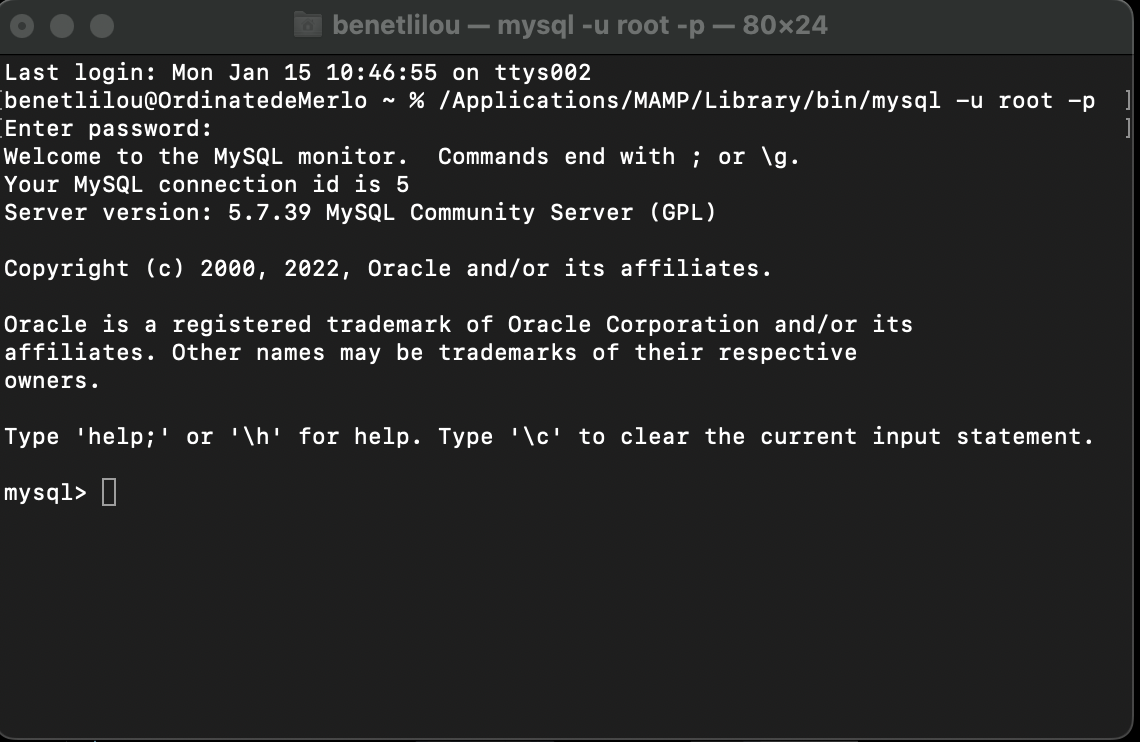 benetlilou — mysql -u root -p — 80×24
Last login: Mon Jan 15 10:46:55 on ttys002
[benetlilou@OrdinatedeMerlo ~ % /Applications/MAMP/Library/bin/mysql -u root -p  ]
[Enter password:                                                                ]
Welcome to the MySQL monitor.  Commands end with ; or \g.
Your MySQL connection id is 5
Server version: 5.7.39 MySQL Community Server (GPL)

Copyright (c) 2000, 2022, Oracle and/or its affiliates.

Oracle is a registered trademark of Oracle Corporation and/or its
affiliates. Other names may be trademarks of their respective
owners.

Type 'help;' or '\h' for help. Type '\c' to clear the current input statement.

mysql>